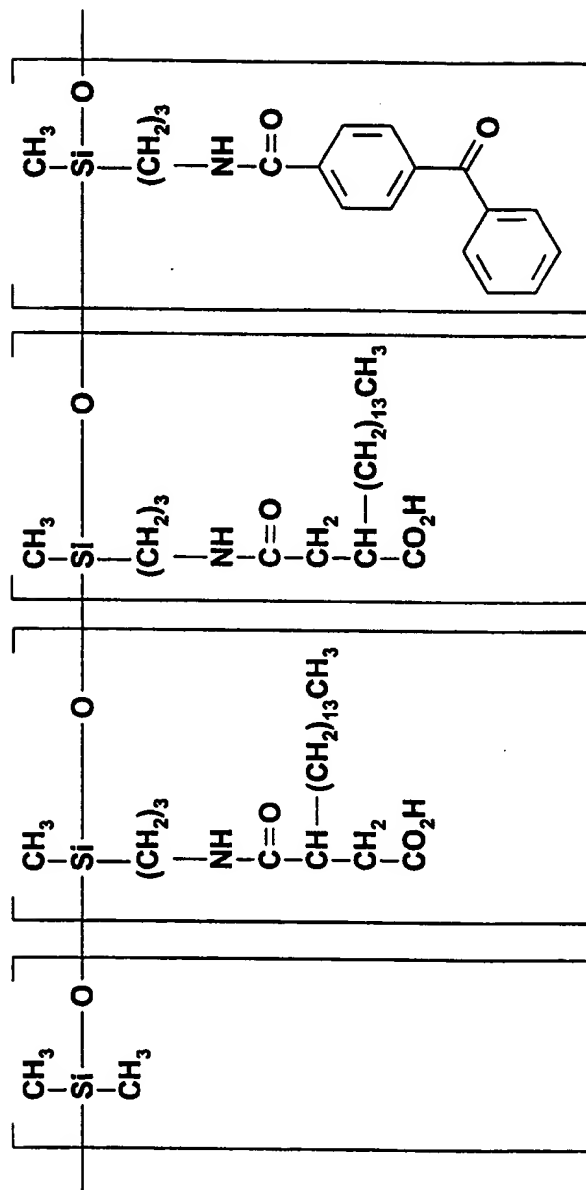 CH₃
Si–O
CH₃
CH₃
Si–O
(CH₂)₃
NH
C=O
CH—(CH₂)₁₃CH₃
CH₂
CO₂H
CH₃
Si–O
(CH₂)₃
NH
C=O
CH₂
CH—(CH₂)₁₃CH₃
CO₂H
CH₃
Si–O
(CH₂)₃
NH
C=O
O